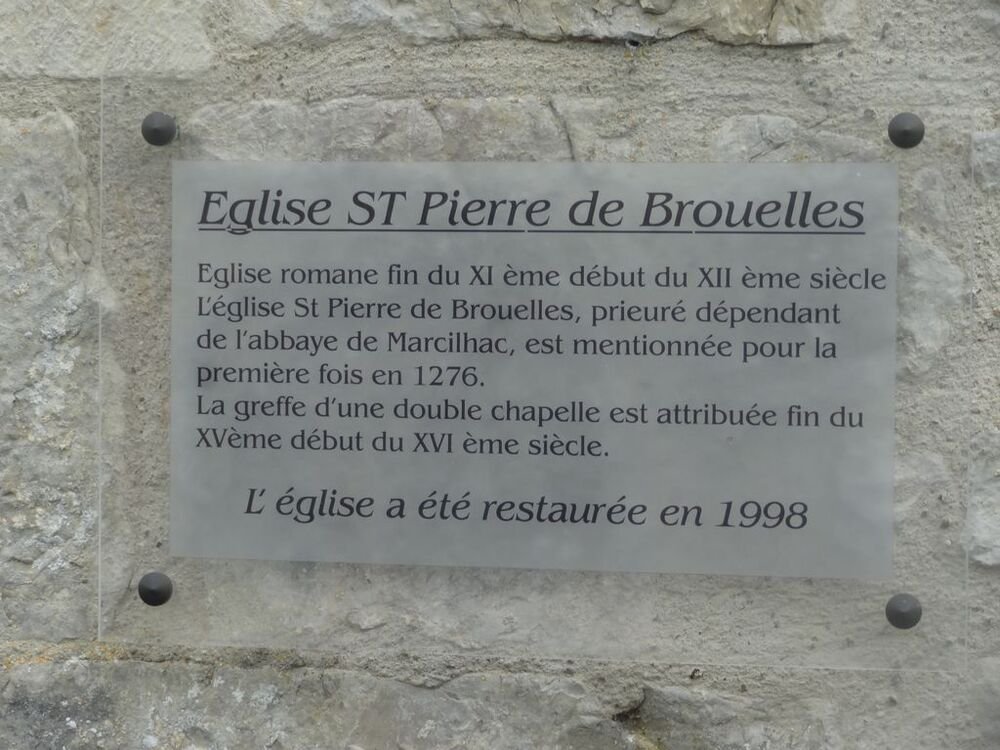 Eglise ST Pierre de Brouelles
Eglise romane fin du XI ème début du XII ème siècle
L'église St Pierre de Brouelles, prieuré dépendant
de l'abbaye de Marcilhac, est mentionnée pour la
première fois en 1276.
La greffe d'une double chapelle est attribuée fin du
XVème début du XVI ème siècle.
L' église a été restaurée en 1998